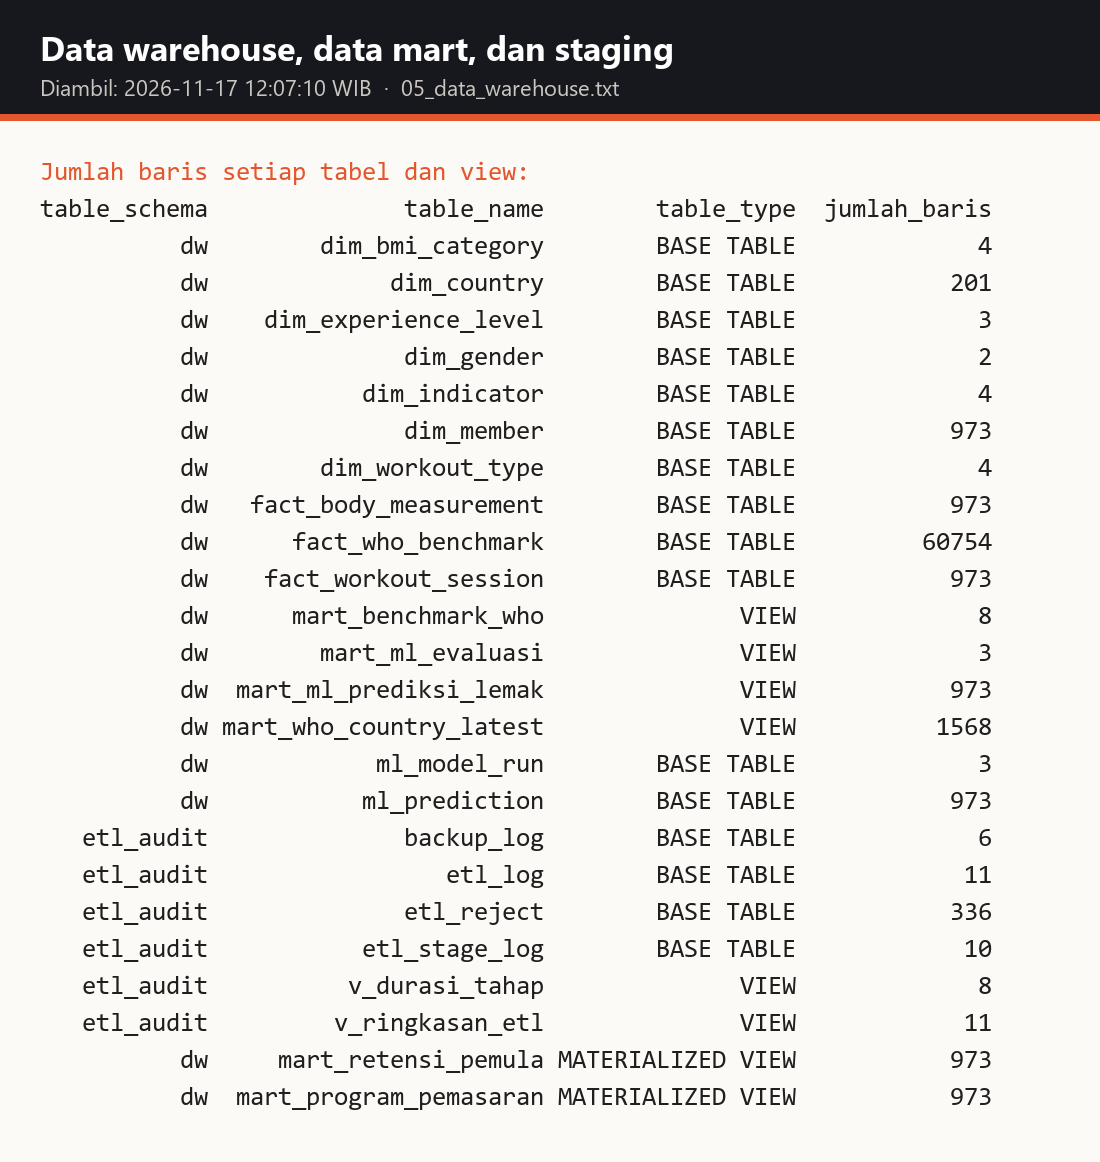 Data warehouse, data mart, dan staging
Diambil: 2026-11-17 12:07:10 WIB · 05_data_warehouse.txt
Jumlah baris setiap tabel dan view:
table_schema table_name table_type jumlah_baris
dw dim_bmi_category BASE TABLE 4
dw dim_country BASE TABLE 201
dw dim_experience_level BASE TABLE 3
dw dim_gender BASE TABLE 2
dw dim_indicator BASE TABLE 4
dw dim_member BASE TABLE 973
dw dim_workout_type BASE TABLE 4
dw fact_body_measurement BASE TABLE 973
dw fact_who_benchmark BASE TABLE 60754
dw fact_workout_session BASE TABLE 973
dw mart_benchmark_who VIEW 8
dw mart_ml_evaluasi VIEW 3
dw mart_ml_prediksi_lemak VIEW 973
dw mart_who_country_latest VIEW 1568
dw ml_model_run BASE TABLE 3
dw ml_prediction BASE TABLE 973
etl_audit backup_log BASE TABLE 6
etl_audit etl_log BASE TABLE 11
etl_audit etl_reject BASE TABLE 336
etl_audit etl_stage_log BASE TABLE 10
etl_audit v_durasi_tahap VIEW 8
etl_audit v_ringkasan_etl VIEW 11
dw mart_retensi_pemula MATERIALIZED VIEW 973
dw mart_program_pemasaran MATERIALIZED VIEW 973